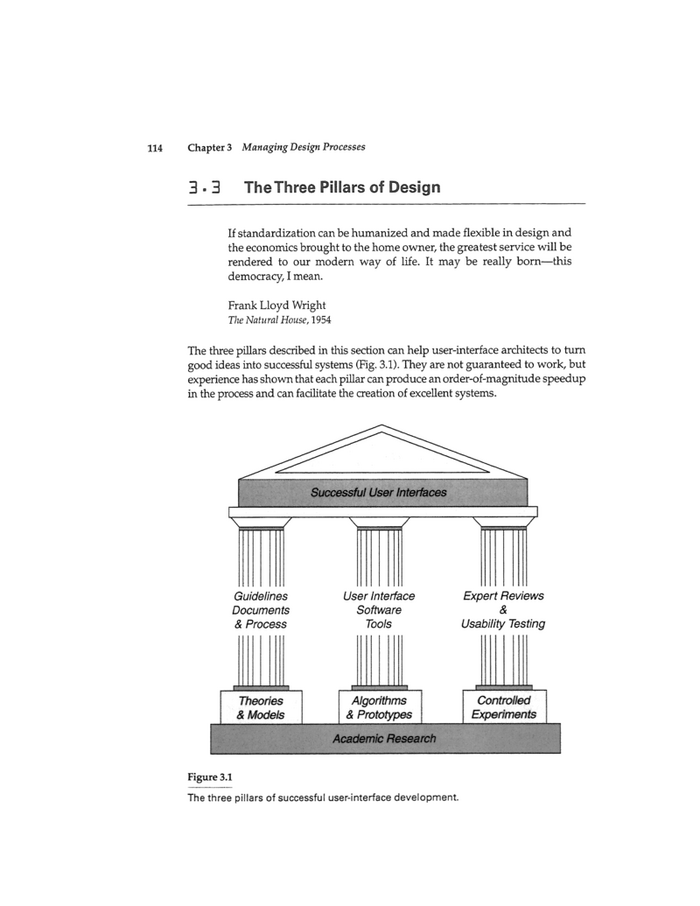 114 Chapter 3 Managing Design Processes
3.3 The Three Pillars of Design
If standardization can be humanized and made flexible in design and
the economics brought to the home owner, the greatest service will be
rendered to our modern way of life. It may be really born—this
democracy, I mean.
Frank Lloyd Wright
The Natural House, 1954
The three pillars described in this section can help user-interface architects to turn
good ideas into successful systems (Fig. 3.1). They are not guaranteed to work, but
experience has shown that each pillar can produce an order-of-magnitude speedup
in the process and can facilitate the creation of excellent systems.
Successful User Interfaces
Guidelines
Documents
& Process
User Interface
Software
Tools
Expert Reviews
&
Usability Testing
Theories
& Models
Algorithms
& Prototypes
Controlled
Experiments
Academic Research
Figure 3.1
The three pillars of successful user-interface development.